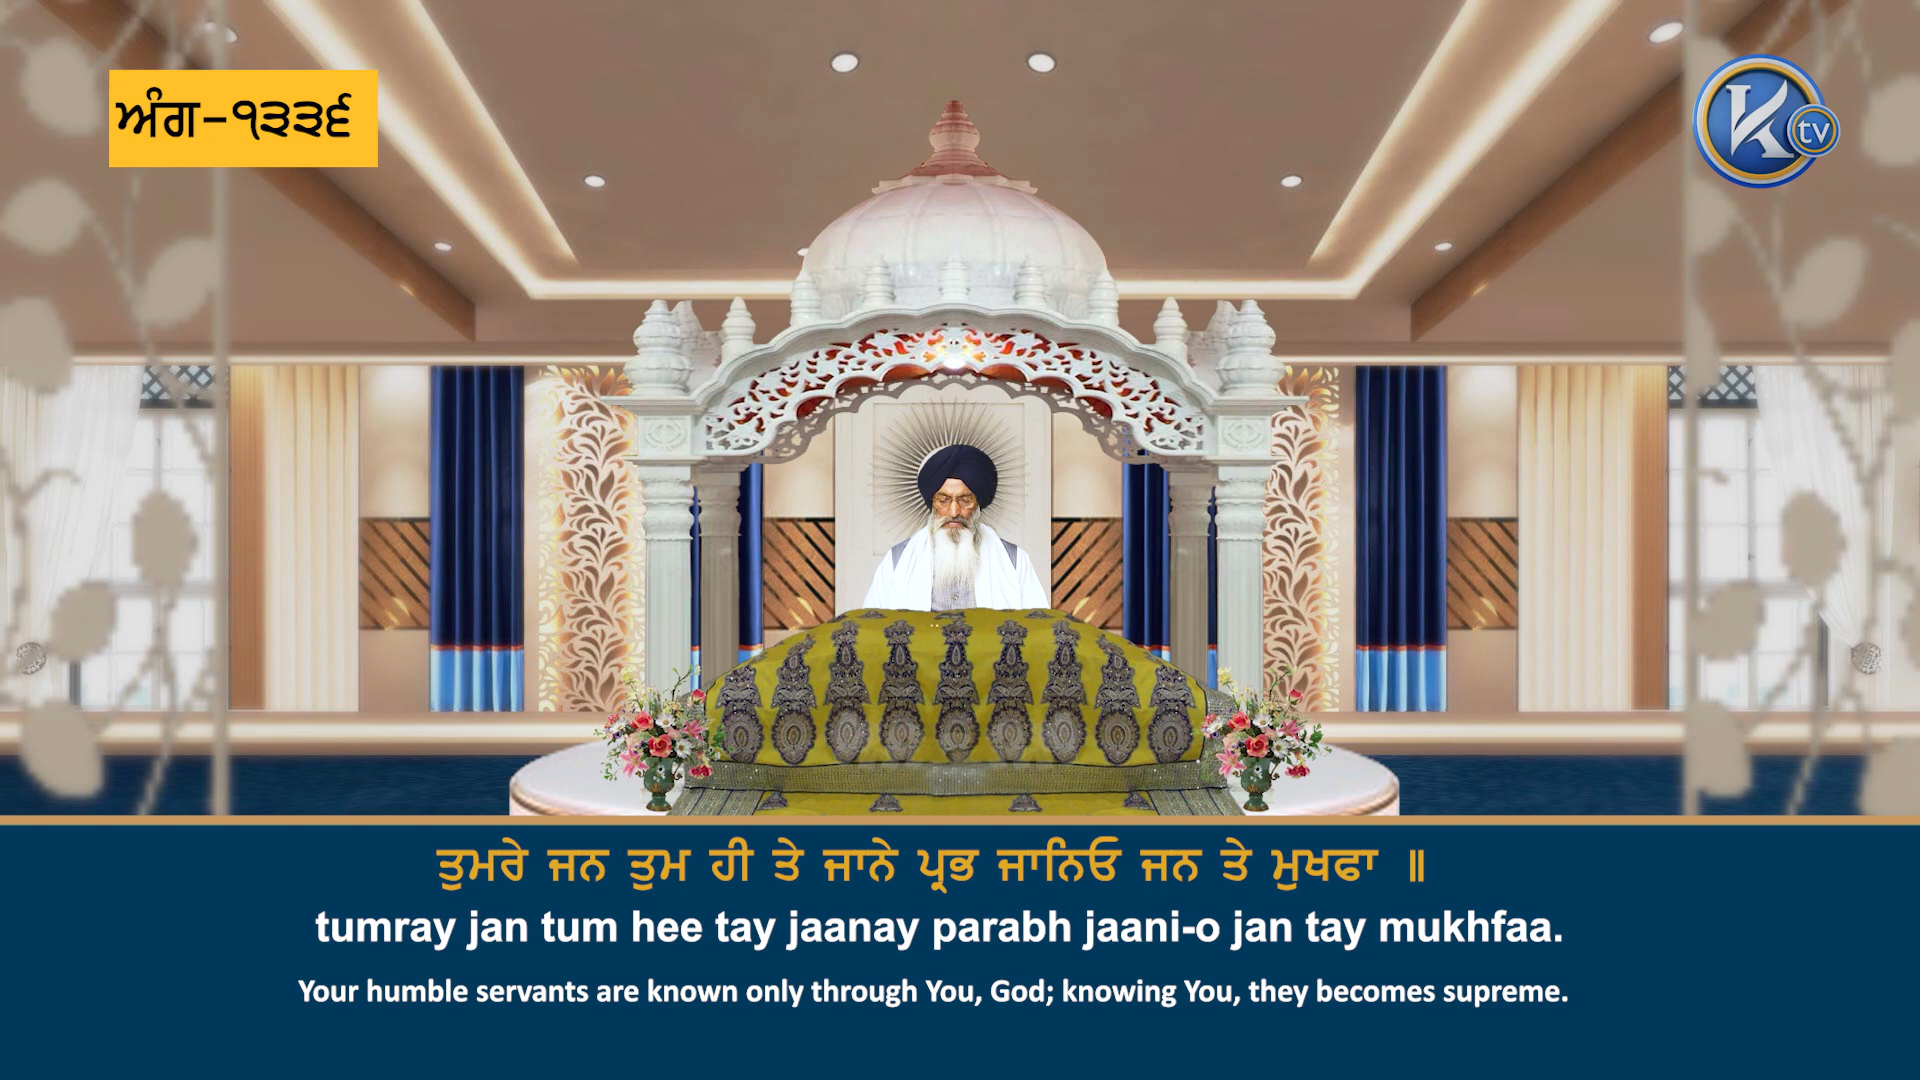 ਅੰਗ-੧੩੩੬
K tv
ਤੁਮਰੇ ਜਨ ਤੁਮ ਹੀ ਤੇ ਜਾਨੇ ਪ੍ਰਭ ਜਾਨਿਓ ਜਨ ਤੇ ਮੁਖਫਾ ॥
tumray jan tum hee tay jaanay parabh jaani-o jan tay mukhfaa.
Your humble servants are known only through You, God; knowing You, they becomes supreme.